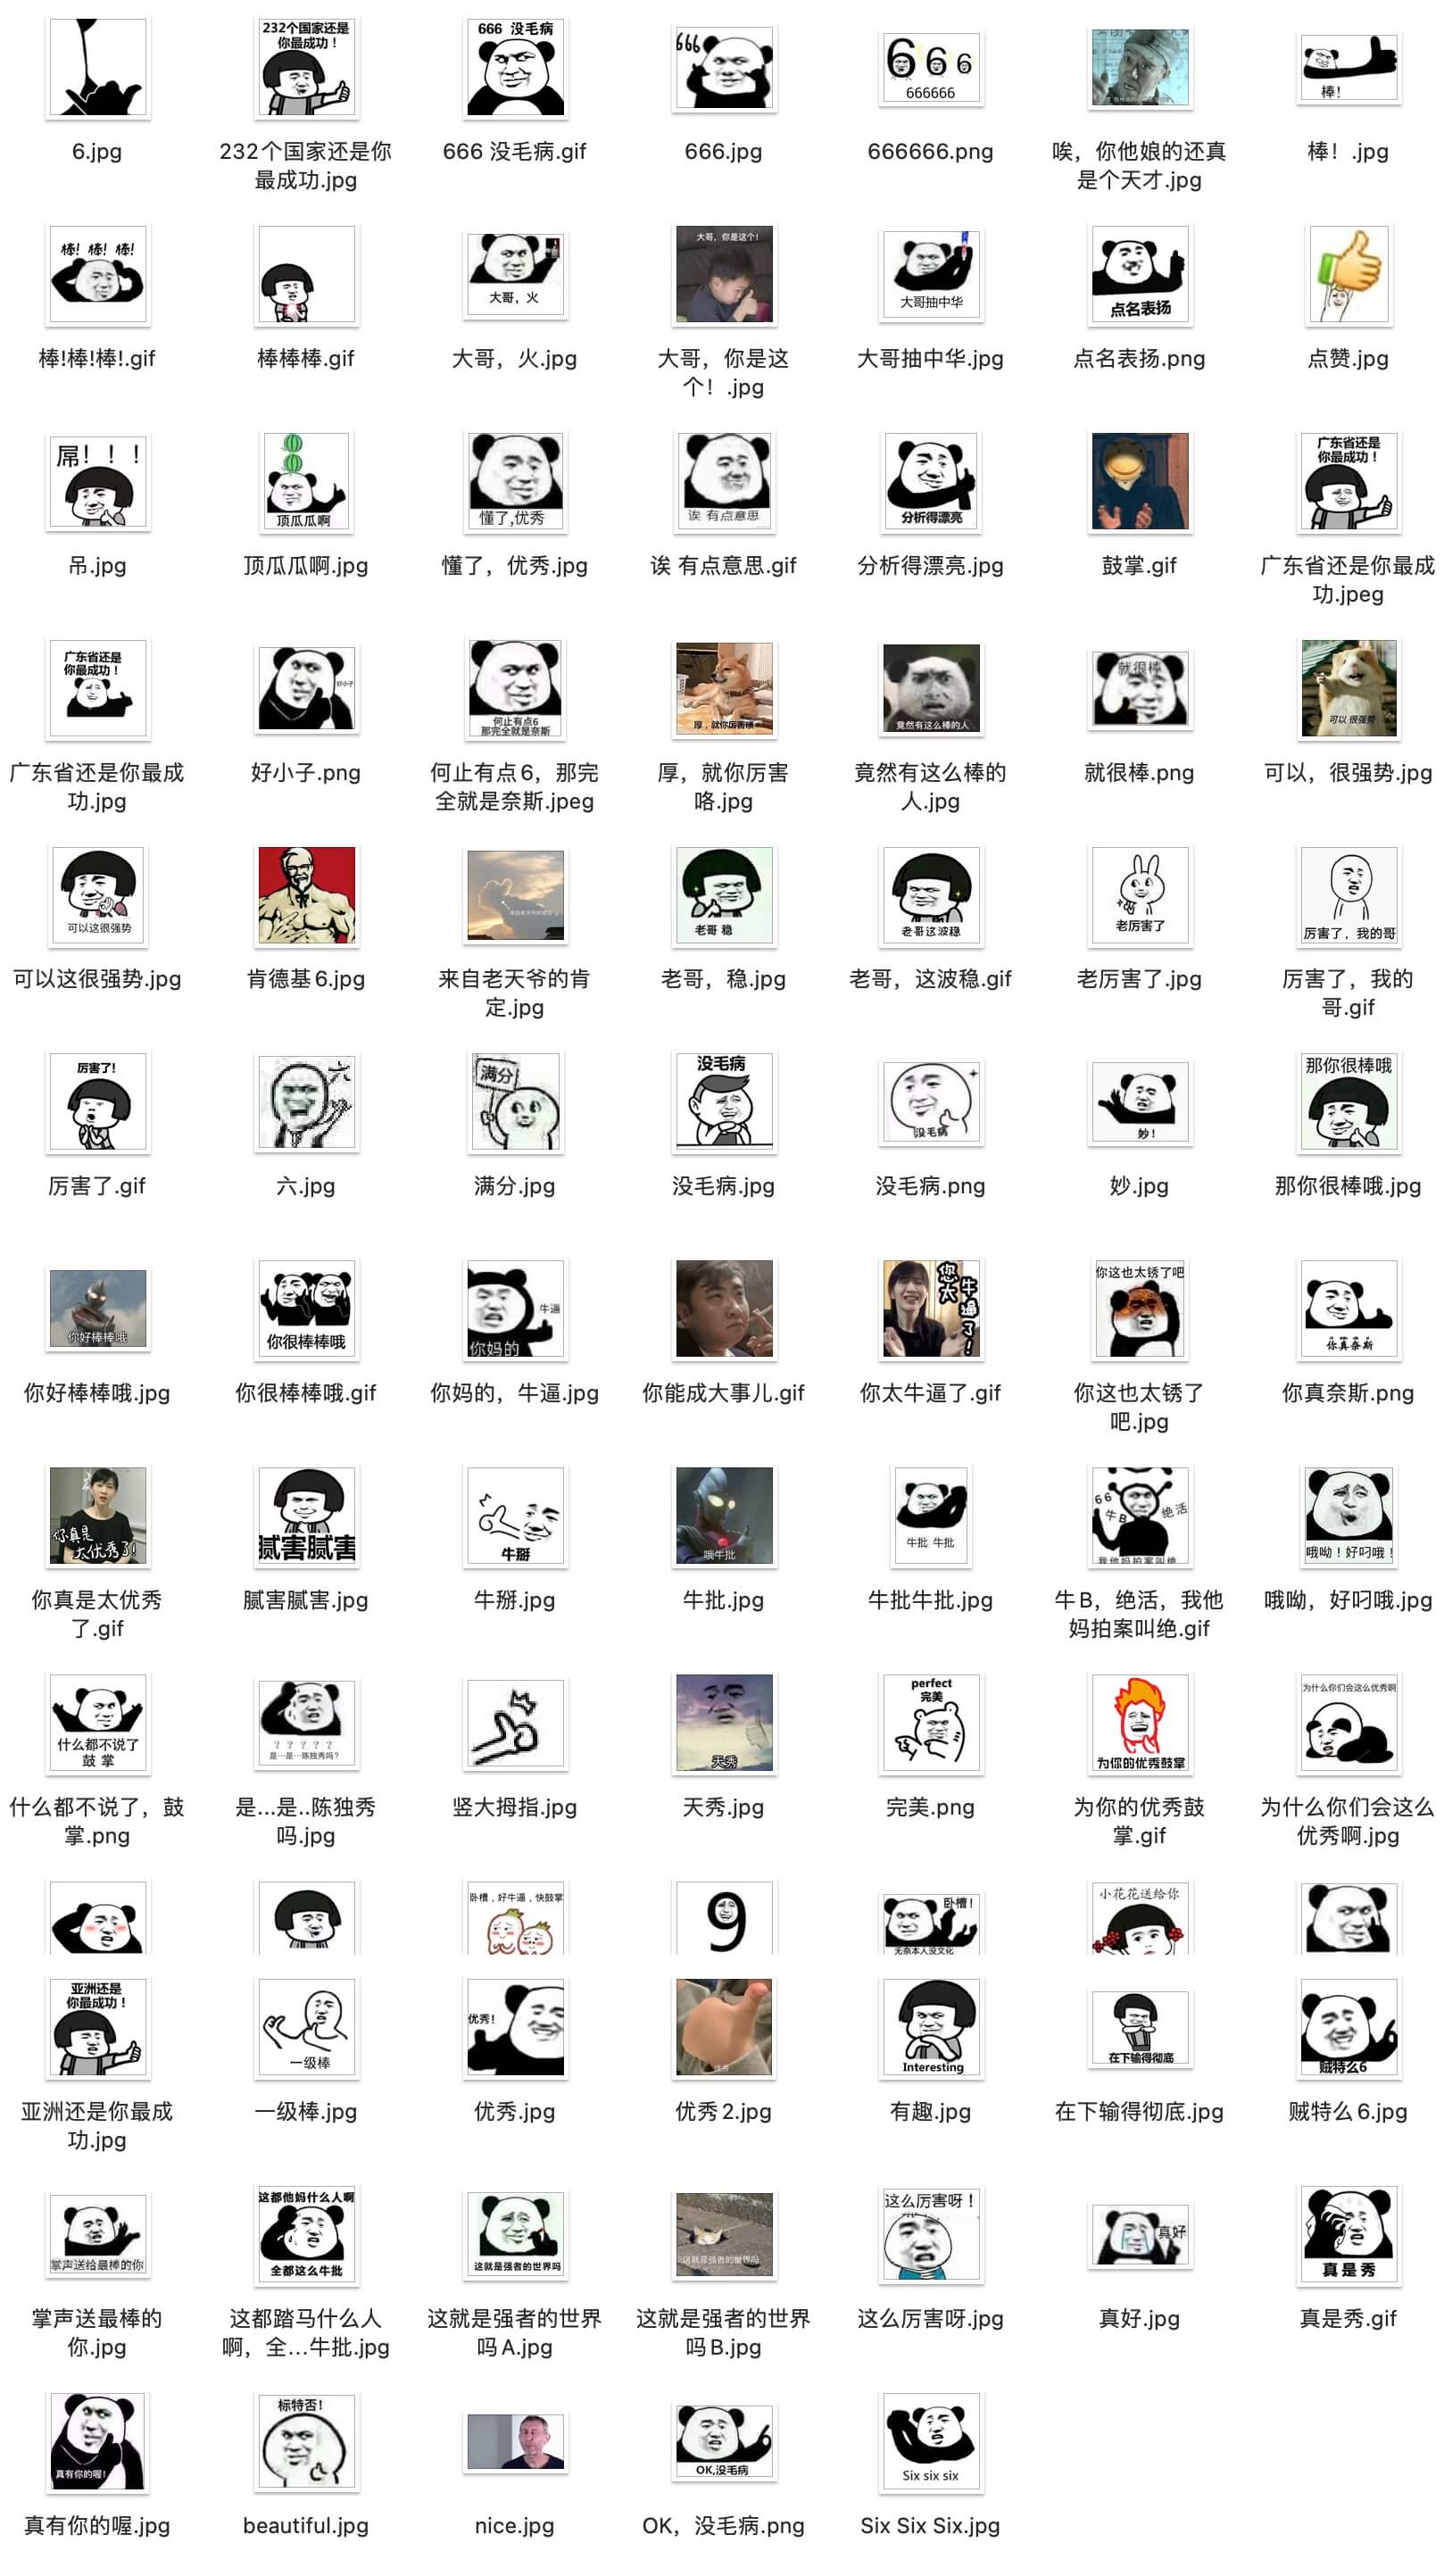 232个国家还是
你最成功！
666 没毛病
666
666
666666
棒！
6.jpg
232个国家还是你
最成功.jpg
666 没毛病.gif
666.jpg
666666.png
唉，你他娘的还真
是个天才.jpg
棒！.jpg
棒！棒！棒！
大哥，火
大哥，你是这个！
大哥抽中华
点名表扬
棒!棒!棒!.gif
棒棒棒.gif
大哥，火.jpg
大哥，你是这
个！.jpg
大哥抽中华.jpg
点名表扬.png
点赞.jpg
屌！！！
顶瓜瓜啊
懂了,优秀
诶 有点意思
分析得漂亮
广东省还是
你最成功！
吊.jpg
顶瓜瓜啊.jpg
懂了，优秀.jpg
诶 有点意思.gif
分析得漂亮.jpg
鼓掌.gif
广东省还是你最成
功.jpeg
广东省还是
你最成功！
好小子
何止有点6
那完全就是奈斯
厚，就你厉害咯
竟然有这么棒的人
就很棒
可以 很强势
广东省还是你最成
功.jpg
好小子.png
何止有点6，那完
全就是奈斯.jpeg
厚，就你厉害
咯.jpg
竟然有这么棒的
人.jpg
就很棒.png
可以，很强势.jpg
可以这很强势
来自老天爷的肯定
老哥 稳
老哥这波稳
老厉害了
厉害了，我的哥
可以这很强势.jpg
肯德基6.jpg
来自老天爷的肯
定.jpg
老哥，稳.jpg
老哥，这波稳.gif
老厉害了.jpg
厉害了，我的
哥.gif
厉害了!
六
满分
没毛病
没毛病
妙！
那你很棒哦
厉害了.gif
六.jpg
满分.jpg
没毛病.jpg
没毛病.png
妙.jpg
那你很棒哦.jpg
你好棒棒哦
你很棒棒哦
牛逼
你妈的
您太牛逼了！
你这也太锈了吧
你真奈斯
你好棒棒哦.jpg
你很棒棒哦.gif
你妈的，牛逼.jpg
你能成大事儿.gif
你太牛逼了.gif
你这也太锈了
吧.jpg
你真奈斯.png
你真是
太优秀了!
腻害腻害
牛掰
哦牛批
牛批 牛批
66
牛B
绝活
我他妈拍案叫绝
哦呦！好叼哦！
你真是太优秀
了.gif
腻害腻害.jpg
牛掰.jpg
牛批.jpg
牛批牛批.jpg
牛B，绝活，我他
妈拍案叫绝.gif
哦呦，好叼哦.jpg
什么都不说了
鼓 掌
？？？？？
是…是…陈独秀吗?
天秀
perfect
完美
为你的优秀鼓掌
为什么你们会这么优秀啊
什么都不说了，鼓
掌.png
是...是..陈独秀
吗.jpg
竖大拇指.jpg
天秀.jpg
完美.png
为你的优秀鼓
掌.gif
为什么你们会这么
优秀啊.jpg
卧槽，好牛逼，快鼓掌
9
卧槽！
无奈本人没文化
小花花送给你
亚洲还是
你最成功！
一级棒
优秀！
优秀
Interesting
在下输得彻底
贼特么6
亚洲还是你最成
功.jpg
一级棒.jpg
优秀.jpg
优秀2.jpg
有趣.jpg
在下输得彻底.jpg
贼特么6.jpg
掌声送给最棒的你
这都他妈什么人啊
全都这么牛批
这就是强者的世界吗
这就是强者的世界吗
这么厉害呀！
真好
真是秀
掌声送最棒的
你.jpg
这都踏马什么人
啊，全...牛批.jpg
这就是强者的世界
吗A.jpg
这就是强者的世界
吗B.jpg
这么厉害呀.jpg
真好.jpg
真是秀.gif
真有你的喔!
标特否!
OK,没毛病
Six six six
真有你的喔.jpg
beautiful.jpg
nice.jpg
OK，没毛病.png
Six Six Six.jpg